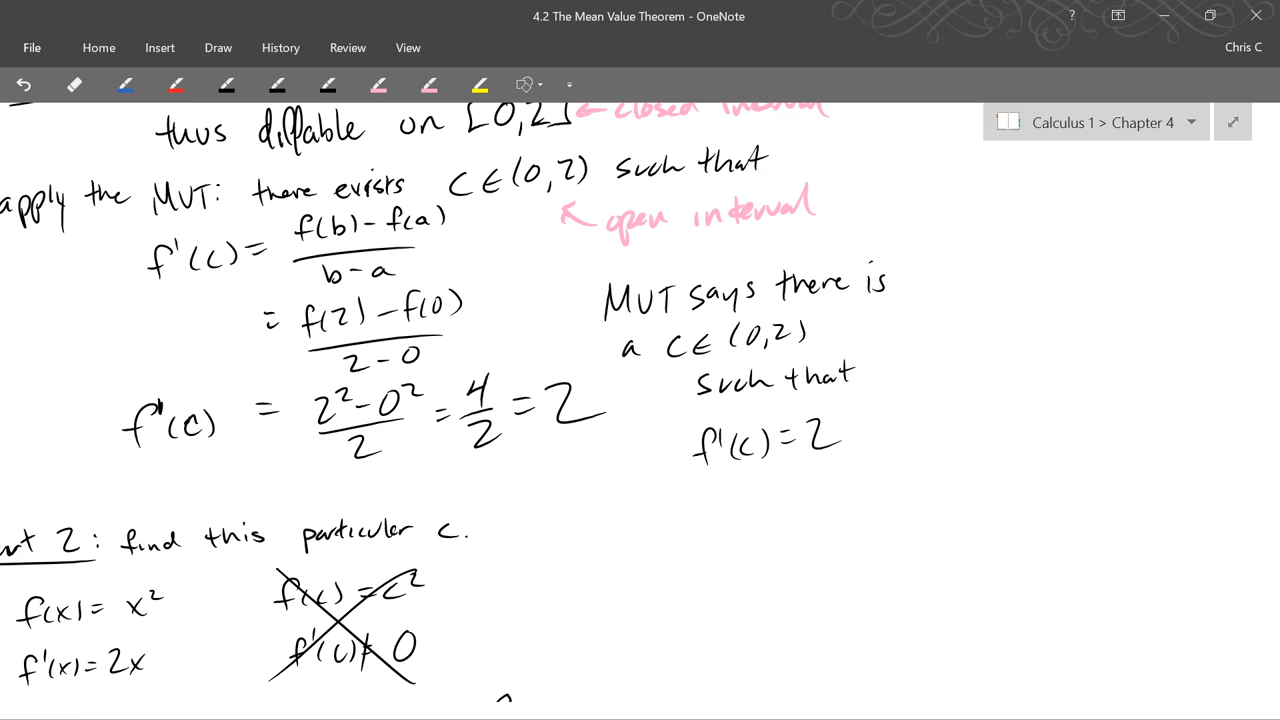 4.2 The Mean Value Theorem - OneNote
File Home Insert Draw History Review View
Chris C
Calculus 1 > Chapter 4
thus diffable on [0,2] ← closed interval
apply the MVT: there exists c∈(0,2) such that
↖ open interval
f'(c) = f(b) - f(a) / b - a
= f(2) - f(0) / 2 - 0
f'(c) = 2² - 0² / 2 = 4/2 = 2
MVT says there is
a c∈(0,2)
such that
f'(c) = 2
2: find this particular c.
f(x) = x²
f'(x) = 2x
f(c) = c²
f'(c) = 0